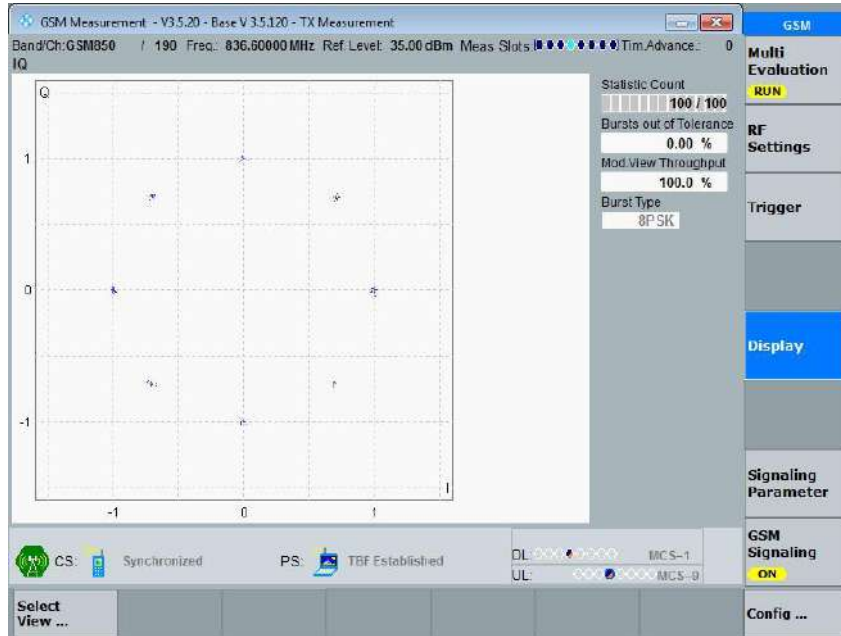 GSM Measurement - V3.5.20 - Base V 3.5.120 - TX Measurement
GSM
Band/Ch:GSM850 / 190 Freq.: 836.60000 MHz Ref.Level: 35.00 dBm Meas Slots Tim.Advance.: 0
IQ
Multi
Evaluation
RUN
RF
Settings
Trigger
Display
Signaling
Parameter
GSM
Signaling
ON
Config ...
Q
1
0
-1
-1 0 1
I
Statistic Count
100 / 100
Bursts out of Tolerance
0.00 %
Mod.View Throughput
100.0 %
Burst Type
8PSK
CS: Synchronized PS: TBF Established
DL: MCS-1
UL: MCS-9
Select
View ...